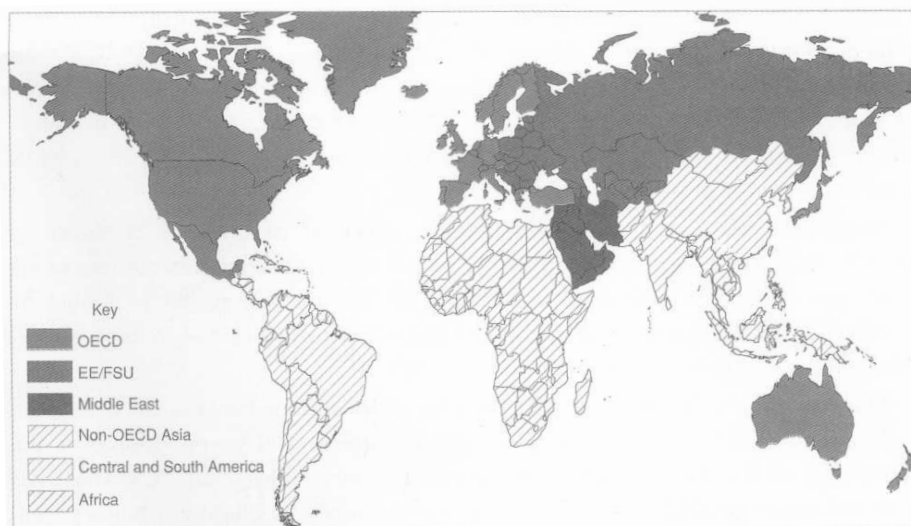 Key
OECD
EE/FSU
Middle East
Non-OECD Asia
Central and South America
Africa